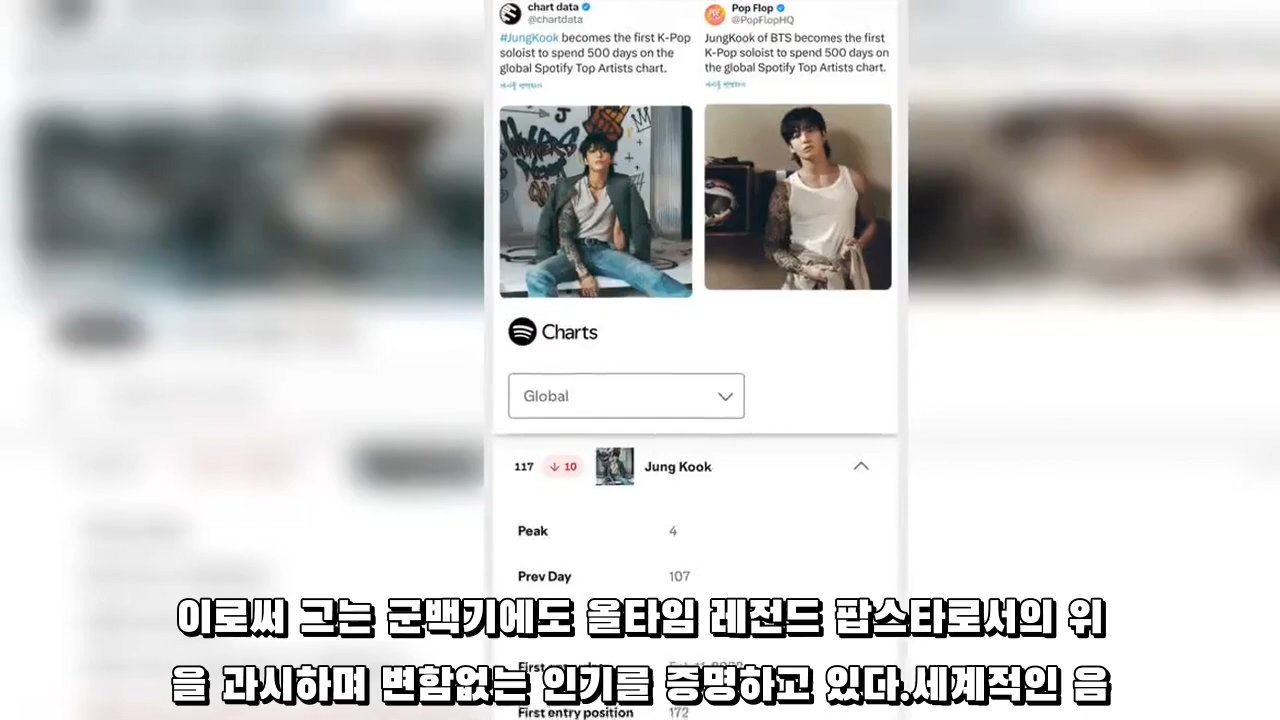 chart data
@chartdata
#JungKook becomes the first K-Pop
soloist to spend 500 days on the
global Spotify Top Artists chart.
Pop Flop
@PopFlopHQ
JungKook of BTS becomes the first
K-Pop soloist to spend 500 days on
the global Spotify Top Artists chart.
Charts
Global
117 ↓ 10 Jung Kook
Peak 4
Prev Day 107
First entry position 172
이로써 그는 군백기에도 올타임 레전드 팝스타로서의 위
을 과시하며 변함없는 인기를 증명하고 있다.세계적인 음